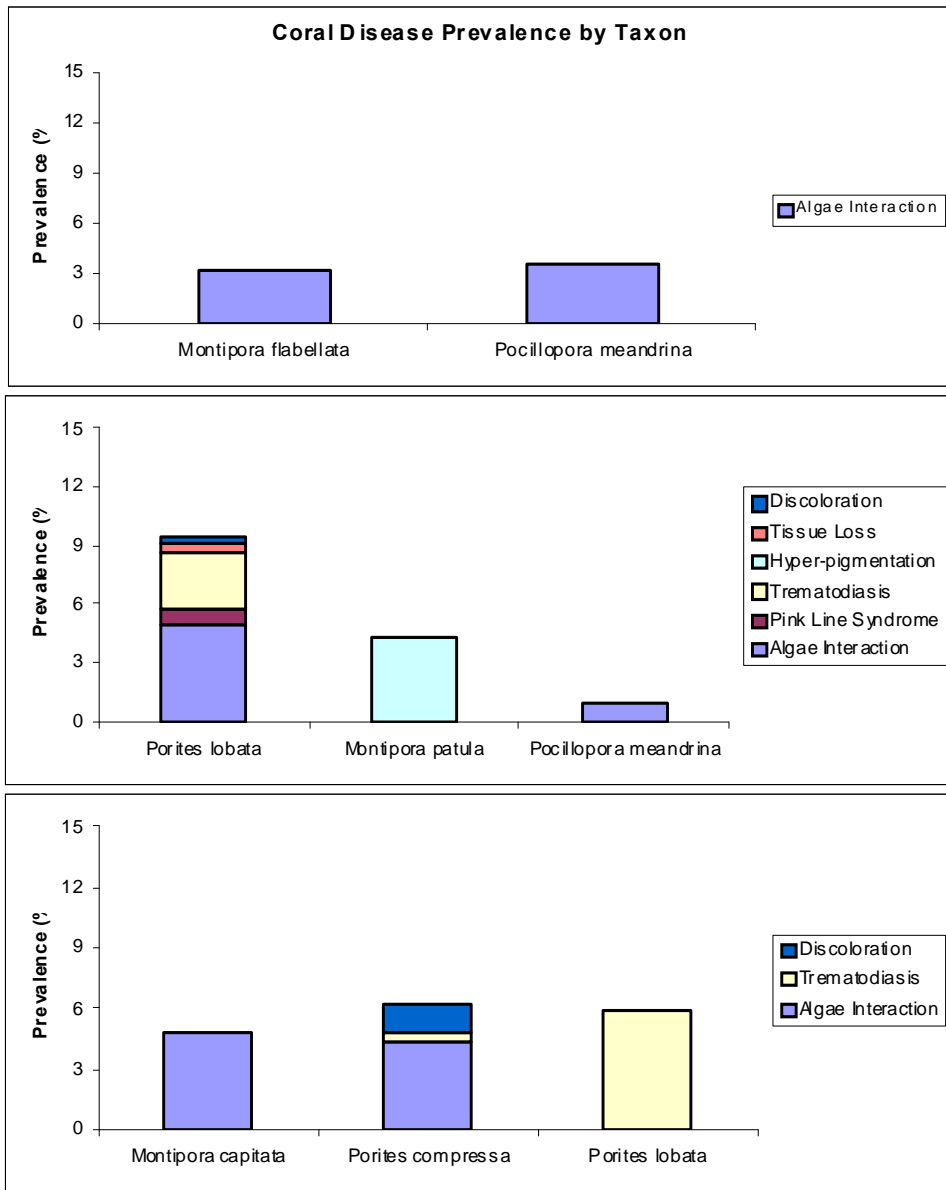 Coral Disease Prevalence by Taxon
15
12
9
6
3
0
Prevalence (%
Montipora flabellata
Pocillopora meandrina
Algae Interaction
15
12
9
6
3
0
Prevalence (%
Porites lobata
Montipora patula
Pocillopora meandrina
Discoloration
Tissue Loss
Hyper-pigmentation
Trematodiasis
Pink Line Syndrome
Algae Interaction
15
12
9
6
3
0
Prevalence (%
Montipora capitata
Porites compressa
Porites lobata
Discoloration
Trematodiasis
Algae Interaction